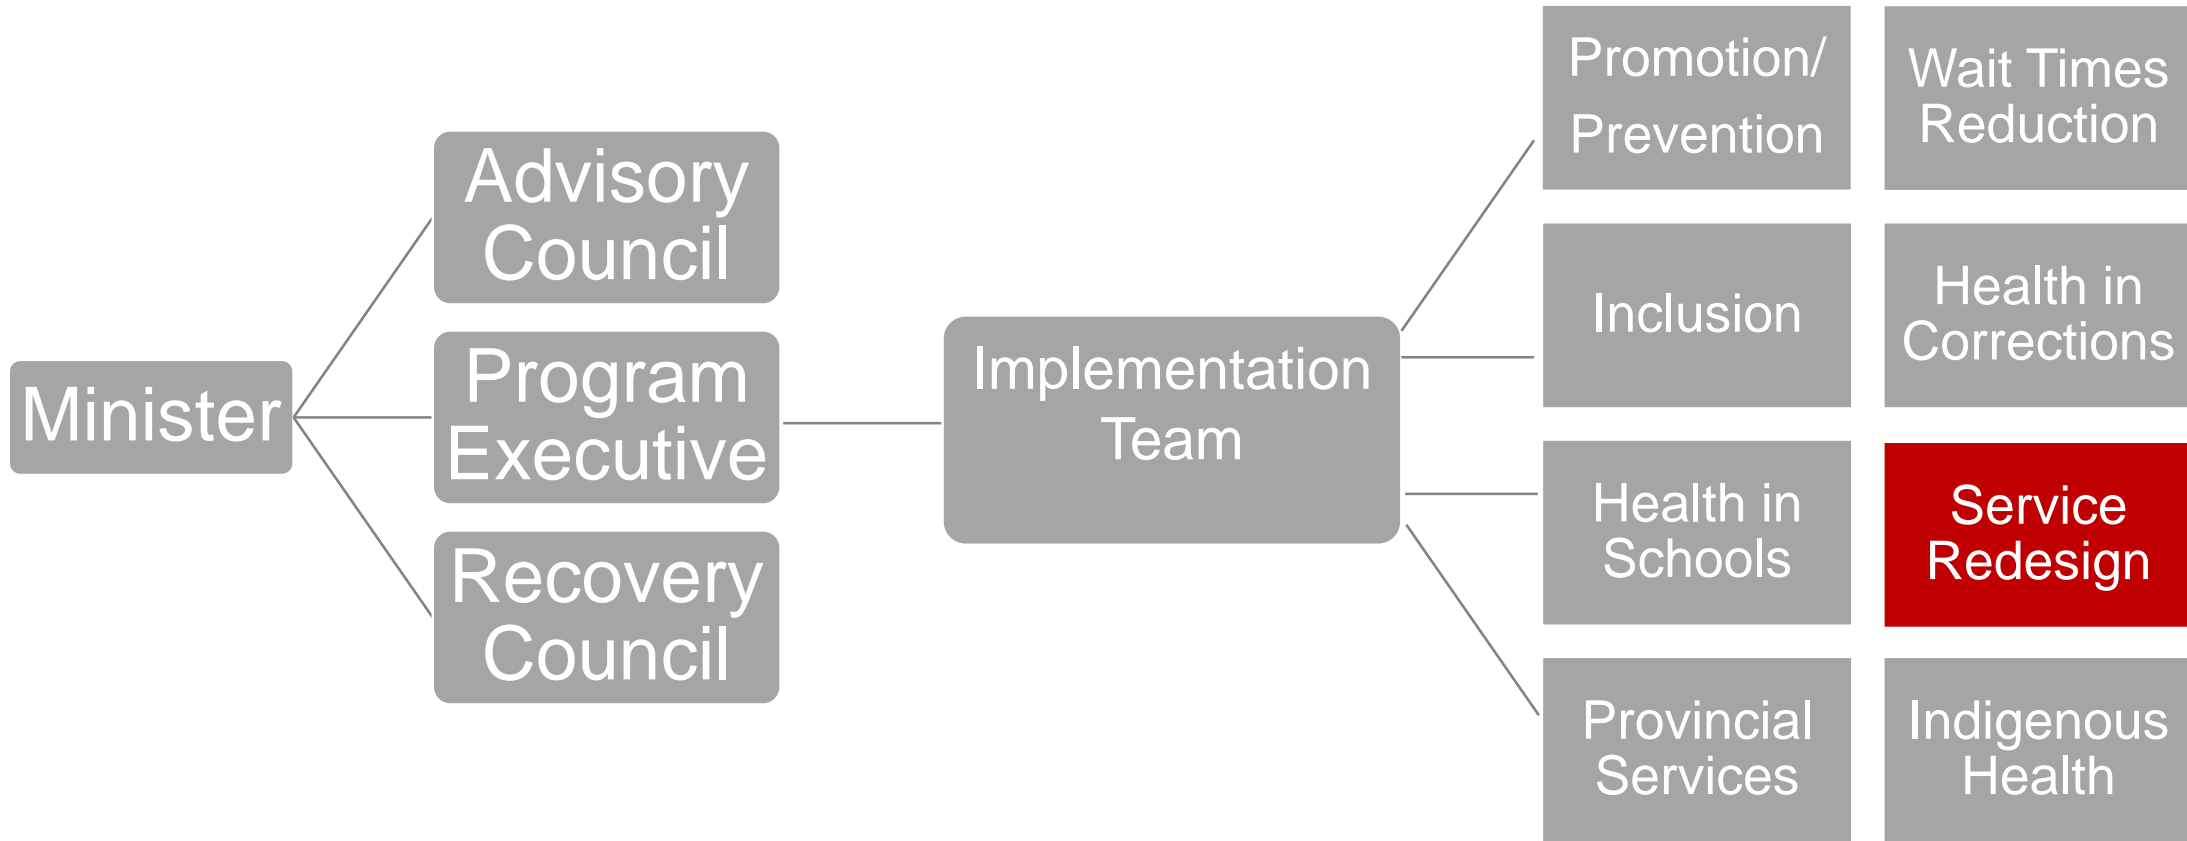 Minister
Advisory
Council
Program
Executive
Recovery
Council
Implementation
Team
Promotion/
Prevention
Wait Times
Reduction
Inclusion
Health in
Corrections
Health in
Schools
Service
Redesign
Provincial
Services
Indigenous
Health